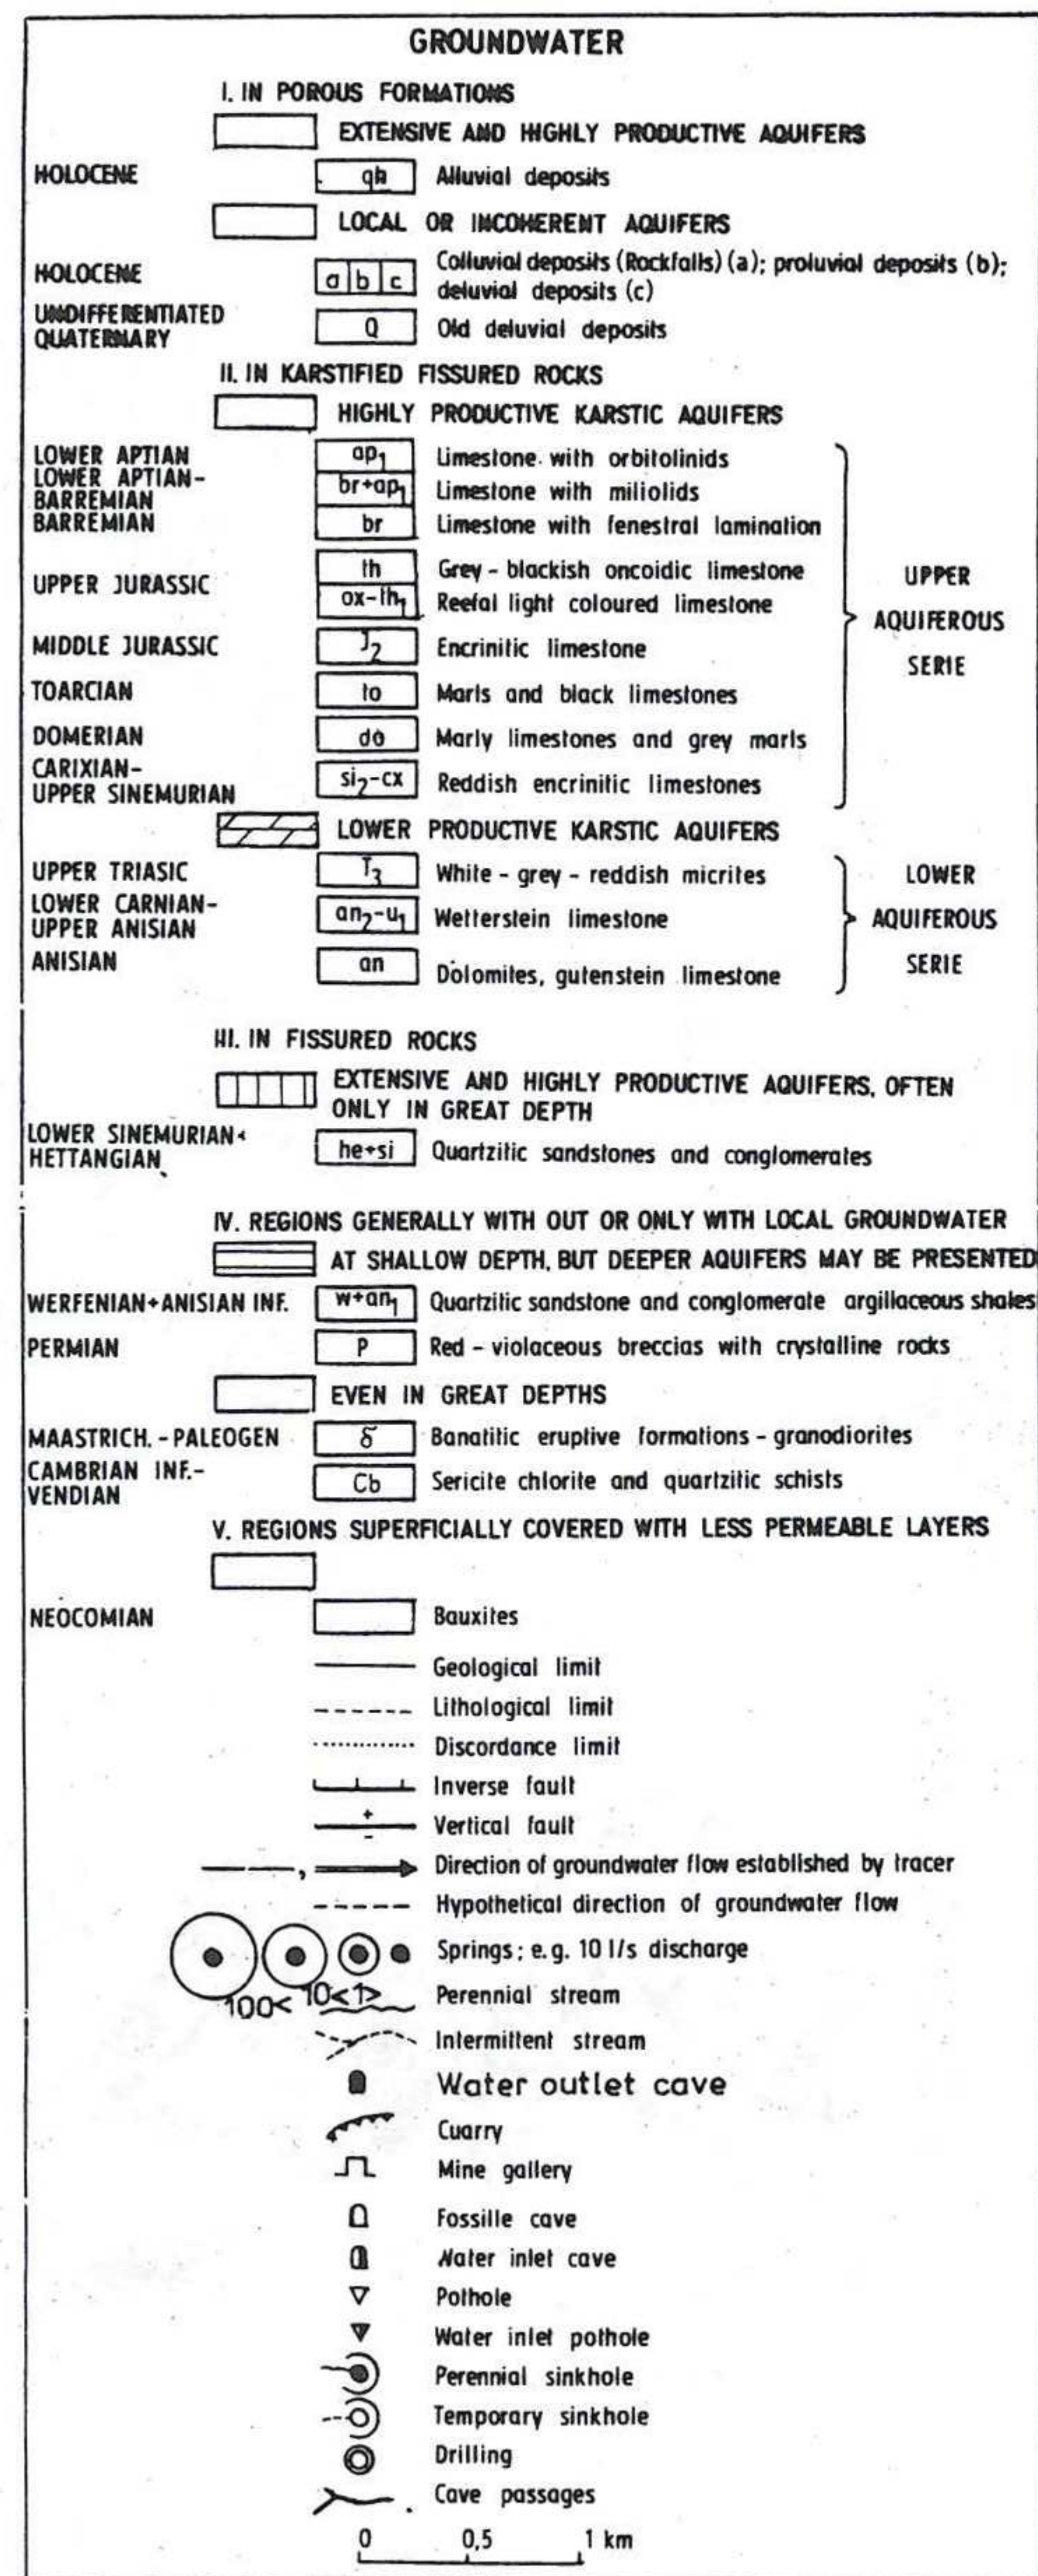 GROUNDWATER
I. IN POROUS FORMATIONS
EXTENSIVE AND HIGHLY PRODUCTIVE AQUIFERS
HOLOCENE qh Alluvial deposits
LOCAL OR INCOHERENT AQUIFERS
HOLOCENE a b c Colluvial deposits (Rockfalls) (a); proluvial deposits (b);
deluvial deposits (c)
UNDIFFERENTIATED
QUATERNARY Q Old deluvial deposits
II. IN KARSTIFIED FISSURED ROCKS
HIGHLY PRODUCTIVE KARSTIC AQUIFERS
LOWER APTIAN ap1 Limestone with orbitolinids
LOWER APTIAN-
BARREMIAN br+ap1 Limestone with miliolids
BARREMIAN br Limestone with fenestral lamination
UPPER JURASSIC th Grey - blackish oncoidic limestone
ox-th1 Reefal light coloured limestone
MIDDLE JURASSIC J2 Encrinitic limestone
TOARCIAN to Marls and black limestones
DOMERIAN do Marly limestones and grey marls
CARIXIAN-
UPPER SINEMURIAN si2-cx Reddish encrinitic limestones
UPPER
AQUIFEROUS
SERIE
LOWER PRODUCTIVE KARSTIC AQUIFERS
UPPER TRIASIC T3 White - grey - reddish micrites
LOWER CARNIAN-
UPPER ANISIAN an2-u1 Wetterstein limestone
ANISIAN an Dolomites, gutenstein limestone
LOWER
AQUIFEROUS
SERIE
III. IN FISSURED ROCKS
EXTENSIVE AND HIGHLY PRODUCTIVE AQUIFERS, OFTEN
ONLY IN GREAT DEPTH
LOWER SINEMURIAN+
HETTANGIAN he+si Quartzitic sandstones and conglomerates
IV. REGIONS GENERALLY WITH OUT OR ONLY WITH LOCAL GROUNDWATER
AT SHALLOW DEPTH, BUT DEEPER AQUIFERS MAY BE PRESENTED
WERFENIAN+ANISIAN INF. w+an1 Quartzitic sandstone and conglomerate argillaceous shales
PERMIAN P Red - violaceous breccias with crystalline rocks
EVEN IN GREAT DEPTHS
MAASTRICH. - PALEOGEN δ Banatitic eruptive formations - granodiorites
CAMBRIAN INF.-
VENDIAN Cb Sericite chlorite and quartzitic schists
V. REGIONS SUPERFICIALLY COVERED WITH LESS PERMEABLE LAYERS
NEOCOMIAN Bauxites
Geological limit
Lithological limit
Discordance limit
Inverse fault
+ - Vertical fault
, Direction of groundwater flow established by tracer
Hypothetical direction of groundwater flow
Springs; e.g. 10 l/s discharge
100< 10< 1>
Perennial stream
Intermittent stream
Water outlet cave
Cuarry
Mine gallery
Fossille cave
Water inlet cave
Pothole
Water inlet pothole
Perennial sinkhole
Temporary sinkhole
Drilling
Cave passages
0 0,5 1 km